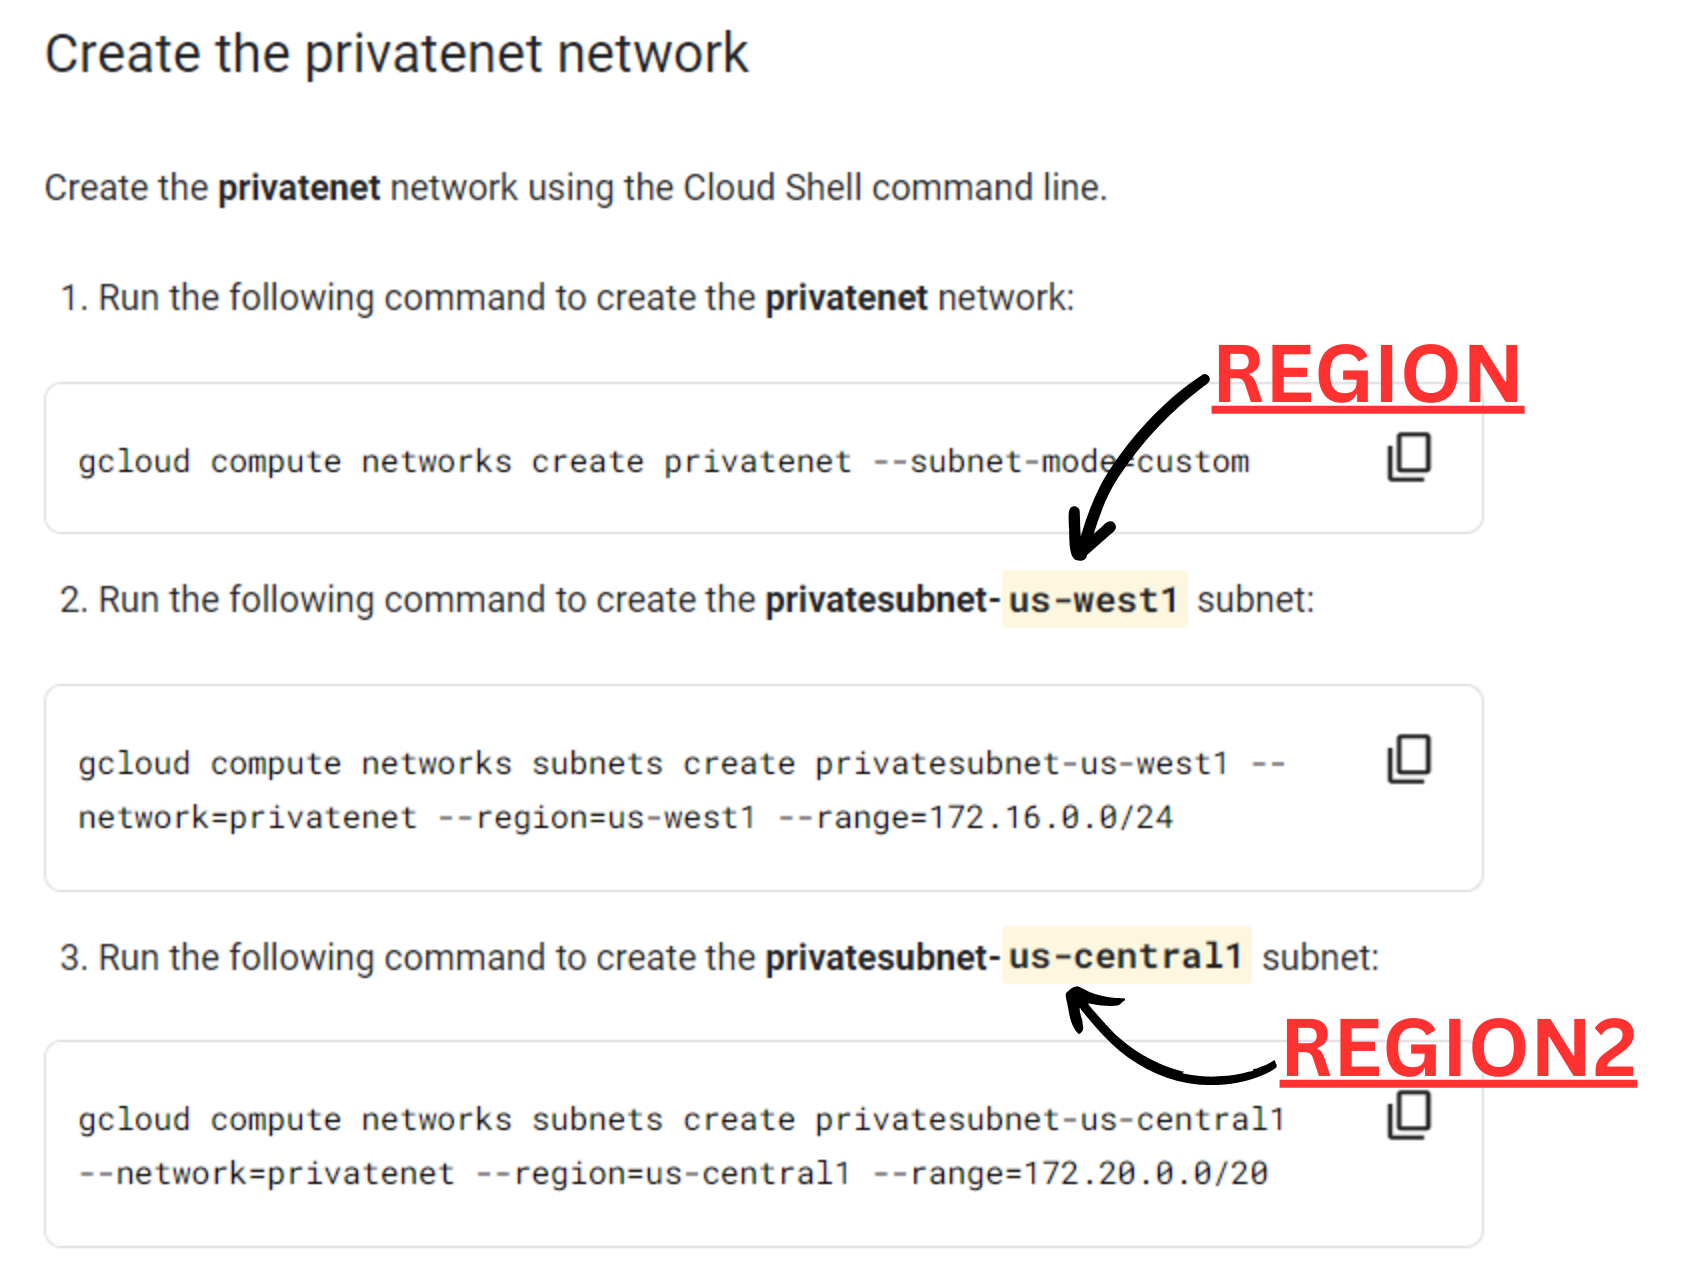 Create the privatenet network
Create the privatenet network using the Cloud Shell command line.
1. Run the following command to create the privatenet network:
REGION
gcloud compute networks create privatenet --subnet-mode=custom
2. Run the following command to create the privatesubnet- us-west1 subnet:
gcloud compute networks subnets create privatesubnet-us-west1 --
network=privatenet --region=us-west1 --range=172.16.0.0/24
3. Run the following command to create the privatesubnet- us-central1 subnet:
REGION2
gcloud compute networks subnets create privatesubnet-us-central1
--network=privatenet --region=us-central1 --range=172.20.0.0/20